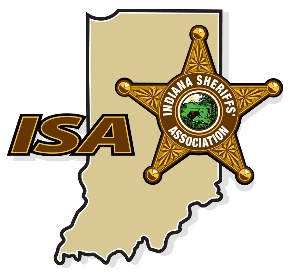 ISA
INDIANA SHERIFFS'
ASSOCIATION